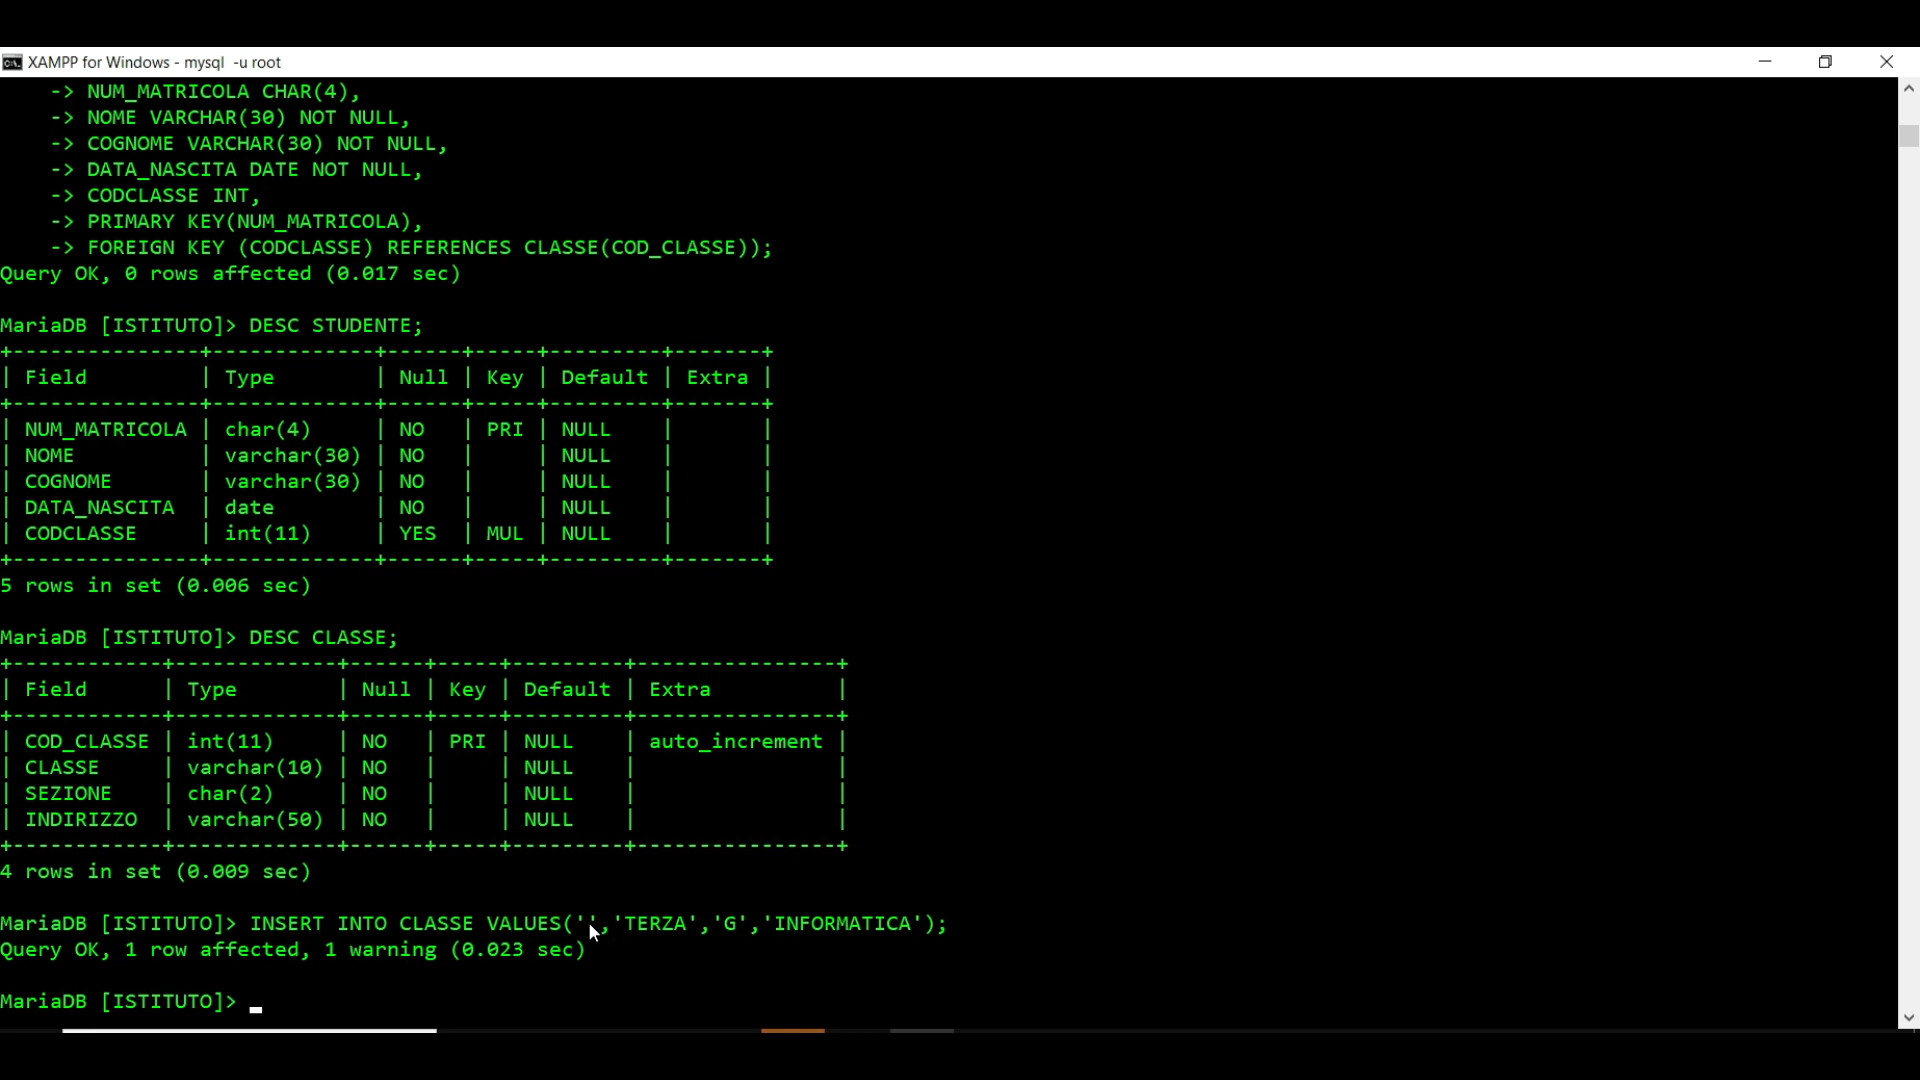 XAMPP for Windows - mysql -u root
-> NUM_MATRICOLA CHAR(4),
-> NOME VARCHAR(30) NOT NULL,
-> COGNOME VARCHAR(30) NOT NULL,
-> DATA_NASCITA DATE NOT NULL,
-> CODCLASSE INT,
-> PRIMARY KEY(NUM_MATRICOLA),
-> FOREIGN KEY (CODCLASSE) REFERENCES CLASSE(COD_CLASSE));
Query OK, 0 rows affected (0.017 sec)
MariaDB [ISTITUTO]> DESC STUDENTE;
+---------------+-------------+------+-----+---------+-------+
| Field         | Type        | Null | Key | Default | Extra |
+---------------+-------------+------+-----+---------+-------+
| NUM_MATRICOLA | char(4)     | NO   | PRI | NULL    |       |
| NOME          | varchar(30) | NO   |     | NULL    |       |
| COGNOME       | varchar(30) | NO   |     | NULL    |       |
| DATA_NASCITA  | date        | NO   |     | NULL    |       |
| CODCLASSE     | int(11)     | YES  | MUL | NULL    |       |
+---------------+-------------+------+-----+---------+-------+
5 rows in set (0.006 sec)
MariaDB [ISTITUTO]> DESC CLASSE;
+------------+-------------+------+-----+---------+----------------+
| Field      | Type        | Null | Key | Default | Extra          |
+------------+-------------+------+-----+---------+----------------+
| COD_CLASSE | int(11)     | NO   | PRI | NULL    | auto_increment |
| CLASSE     | varchar(10) | NO   |     | NULL    |                |
| SEZIONE    | char(2)     | NO   |     | NULL    |                |
| INDIRIZZO  | varchar(50) | NO   |     | NULL    |                |
+------------+-------------+------+-----+---------+----------------+
4 rows in set (0.009 sec)
MariaDB [ISTITUTO]> INSERT INTO CLASSE VALUES('','TERZA','G','INFORMATICA');
Query OK, 1 row affected, 1 warning (0.023 sec)
MariaDB [ISTITUTO]>